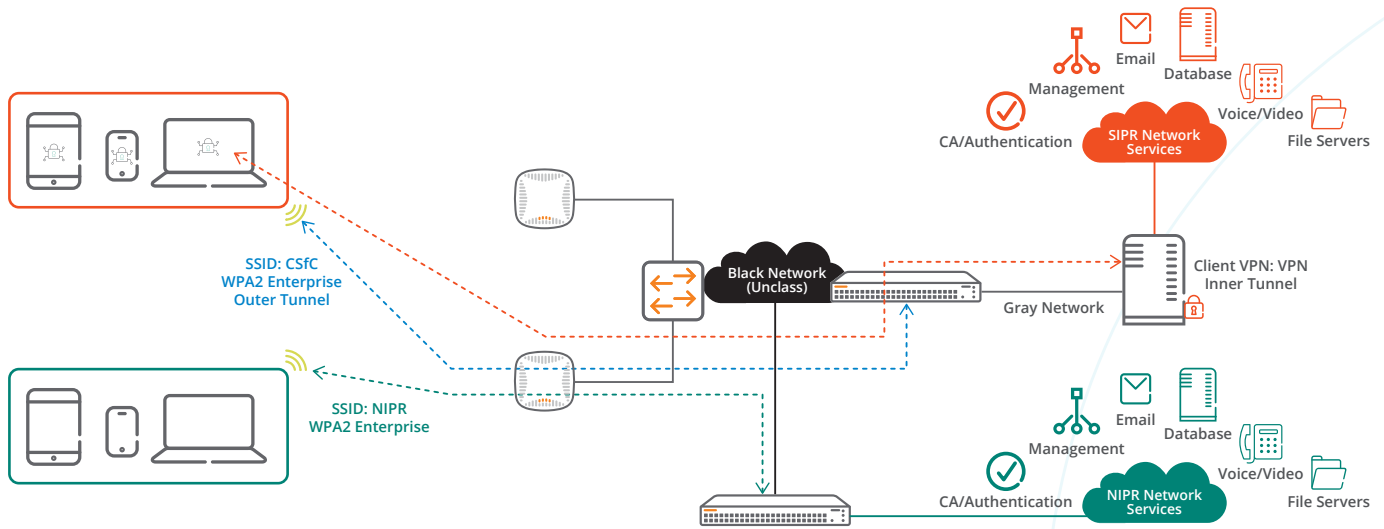 Email
Database
Management
Voice/Video
CA/Authentication
File Servers
SIPR Network
Services
SSID: CSfC
WPA2 Enterprise
Outer Tunnel
Black Network
(Unclass)
Client VPN: VPN
Inner Tunnel
Gray Network
SSID: NIPR
WPA2 Enterprise
Email
Database
Management
Voice/Video
CA/Authentication
File Servers
NIPR Network
Services